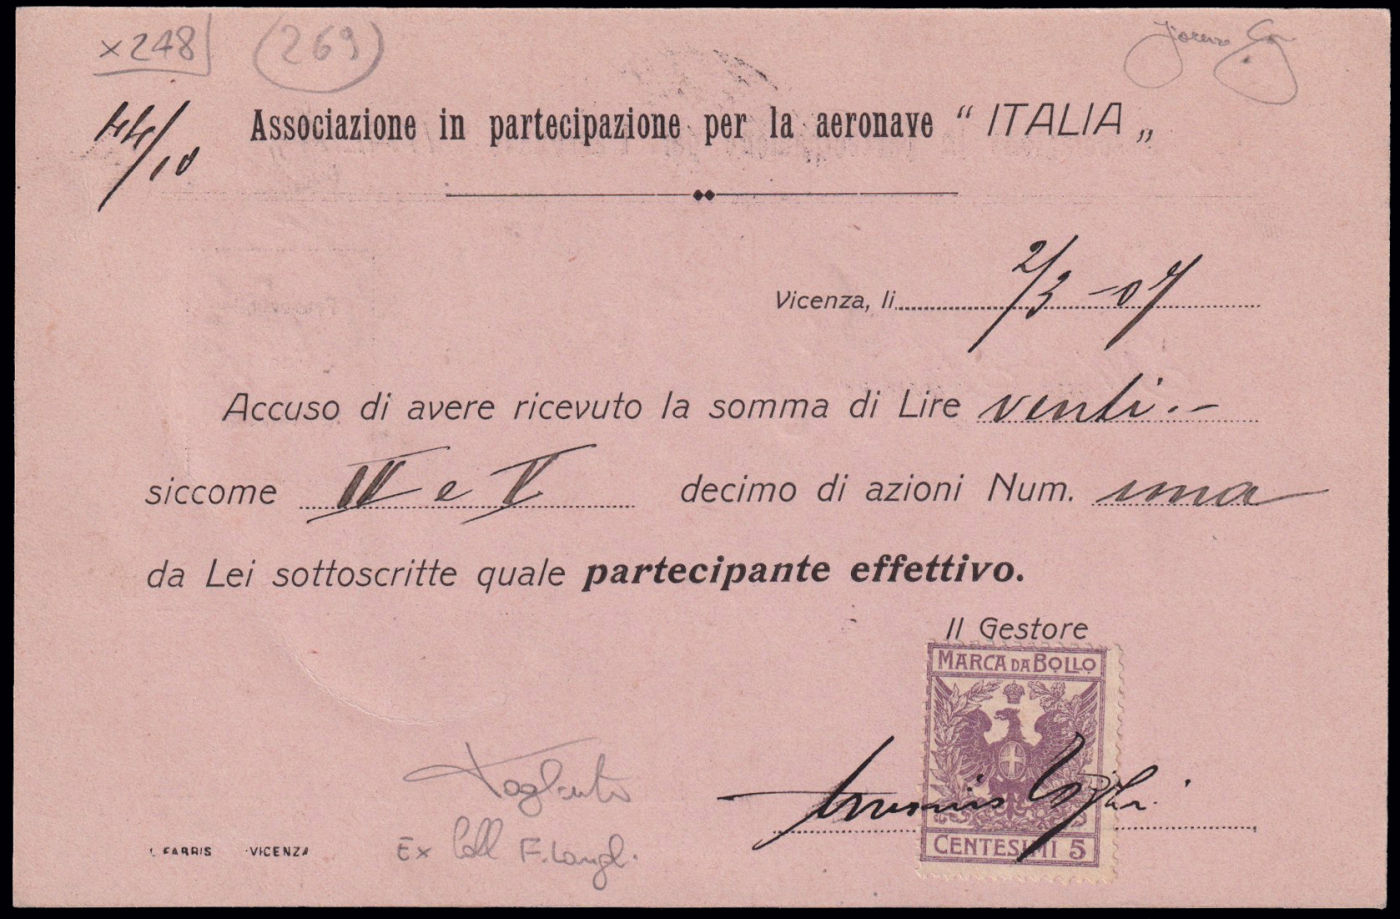 x 248 (269)
Associazione in partecipazione per la aeronave “ ITALIA „
Vicenza, li 2/3 - 07
Accuso di avere ricevuto la somma di Lire venti.-
siccome IV e V decimo di azioni Num. una
da Lei sottoscritte quale partecipante effettivo.
Il Gestore
MARCA DA BOLLO
CENTESIMI 5
Ex Coll F.
FABRIS VICENZA